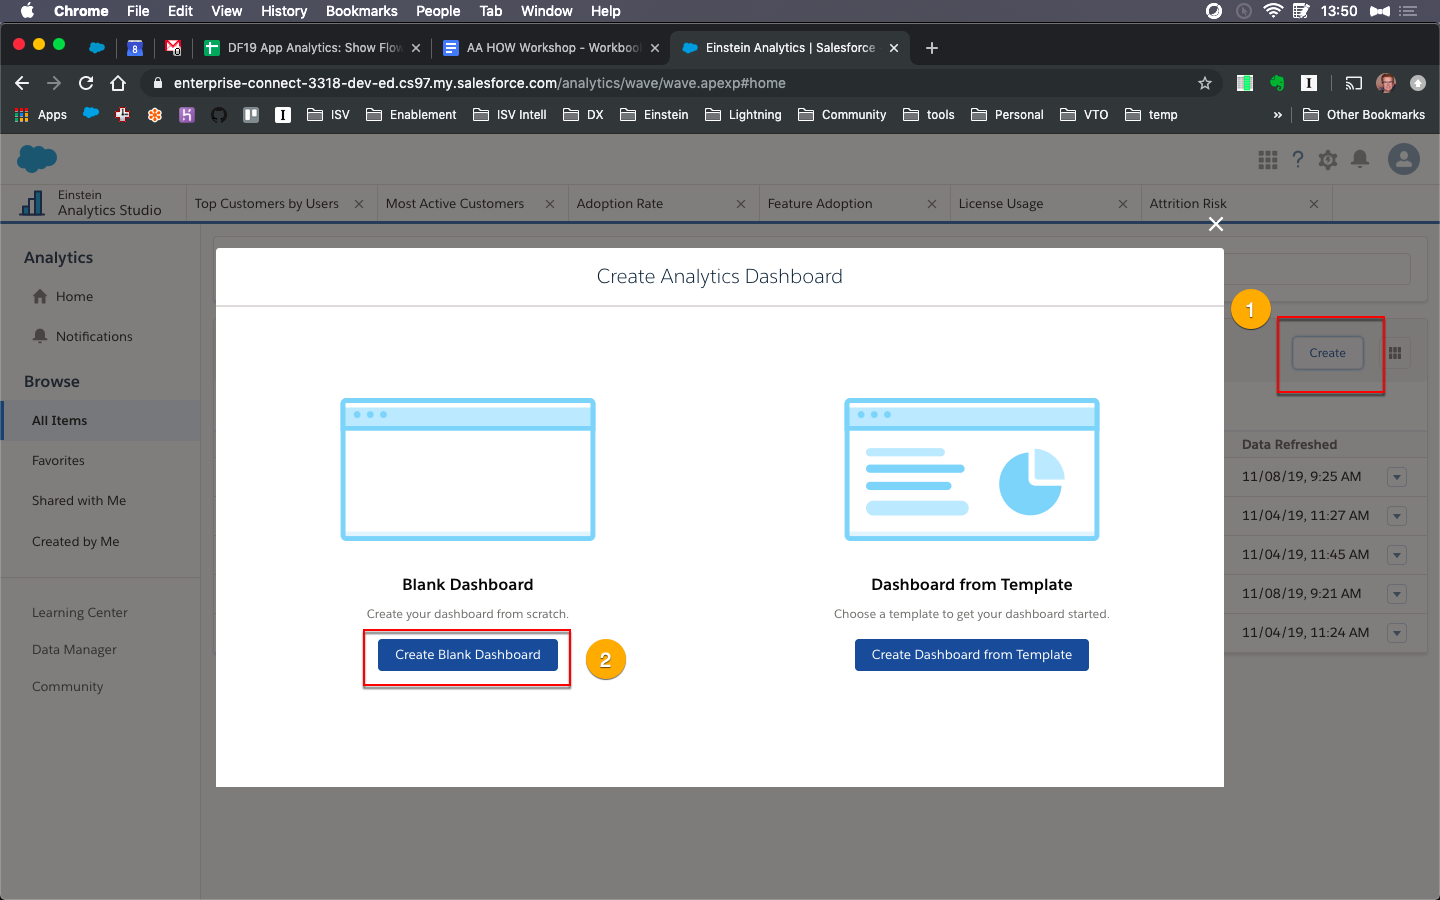 Chrome File Edit View History Bookmarks People Tab Window Help 13:50
8 0 DF19 App Analytics: Show Flo AA HOW Workshop - Workboo Einstein Analytics | Salesforce
enterprise-connect-3318-dev-ed.cs97.my.salesforce.com/analytics/wave/wave.apexp#home
Apps ISV Enablement ISV Intell DX Einstein Lightning Community tools Personal VTO temp » Other Bookmarks
Einstein
Analytics Studio
Top Customers by Users Most Active Customers Adoption Rate Feature Adoption License Usage Attrition Risk
Analytics
Home
Notifications
Browse
All Items
Favorites
Shared with Me
Created by Me
Learning Center
Data Manager
Community
Create Analytics Dashboard
Blank Dashboard
Create your dashboard from scratch.
Create Blank Dashboard
2
Dashboard from Template
Choose a template to get your dashboard started.
Create Dashboard from Template
1
Create
Data Refreshed
11/08/19, 9:25 AM
11/04/19, 11:27 AM
11/04/19, 11:45 AM
11/08/19, 9:21 AM
11/04/19, 11:24 AM